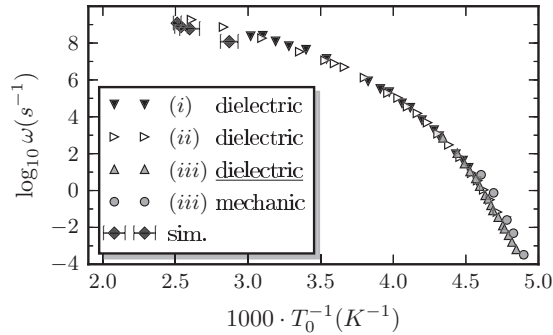 8
6
4
2
0
−2
−4
log₁₀ ω(s⁻¹)
(i) dielectric
(ii) dielectric
(iii) dielectric
(iii) mechanic
sim.
2.0 2.5 3.0 3.5 4.0 4.5 5.0
1000 · T₀⁻¹(K⁻¹)